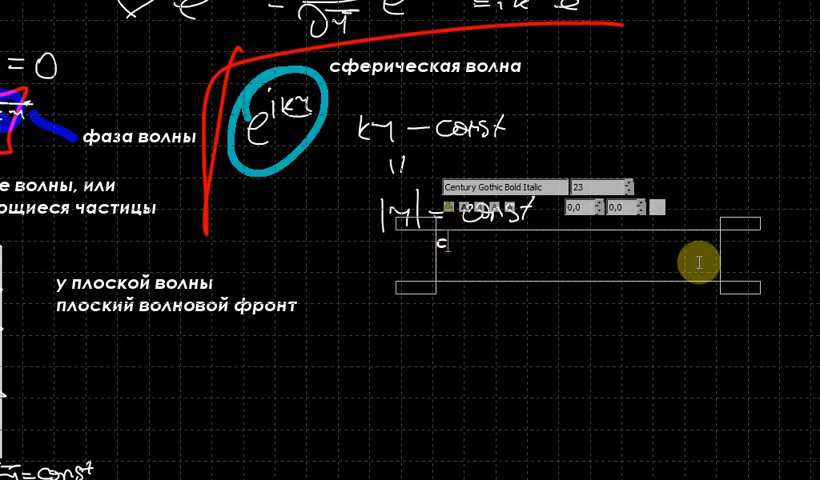 = 0
сферическая волна
e^{ikr}
kr — const
фаза волны
||
е волны, или
ющиеся частицы
Century Gothic Bold Italic 23
0,0 0,0
|r| = const
с
у плоской волны
плоский волновой фронт
= const